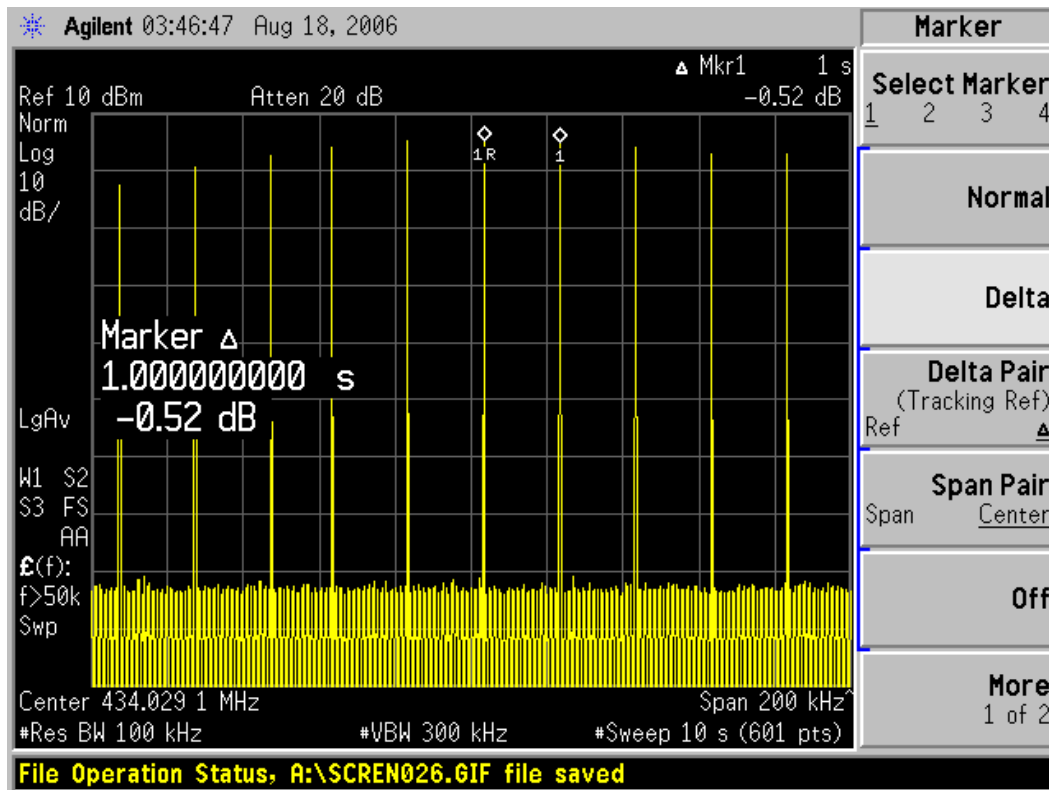 Agilent 03:46:47 Aug 18, 2006
Marker
Δ Mkr1 1 s
Ref 10 dBm Atten 20 dB -0.52 dB
Norm
Log
10
dB/
1R
1
Marker Δ
1.000000000 s
-0.52 dB
LgAv
W1 S2
S3 FS
AA
£(f):
f>50k
Swp
Center 434.029 1 MHz Span 200 kHz^
#Res BW 100 kHz #VBW 300 kHz #Sweep 10 s (601 pts)
File Operation Status, A:\SCREN026.GIF file saved
Select Marker
1 2 3 4
Normal
Delta
Delta Pair
(Tracking Ref)
Ref Δ
Span Pair
Span Center
Off
More
1 of 2